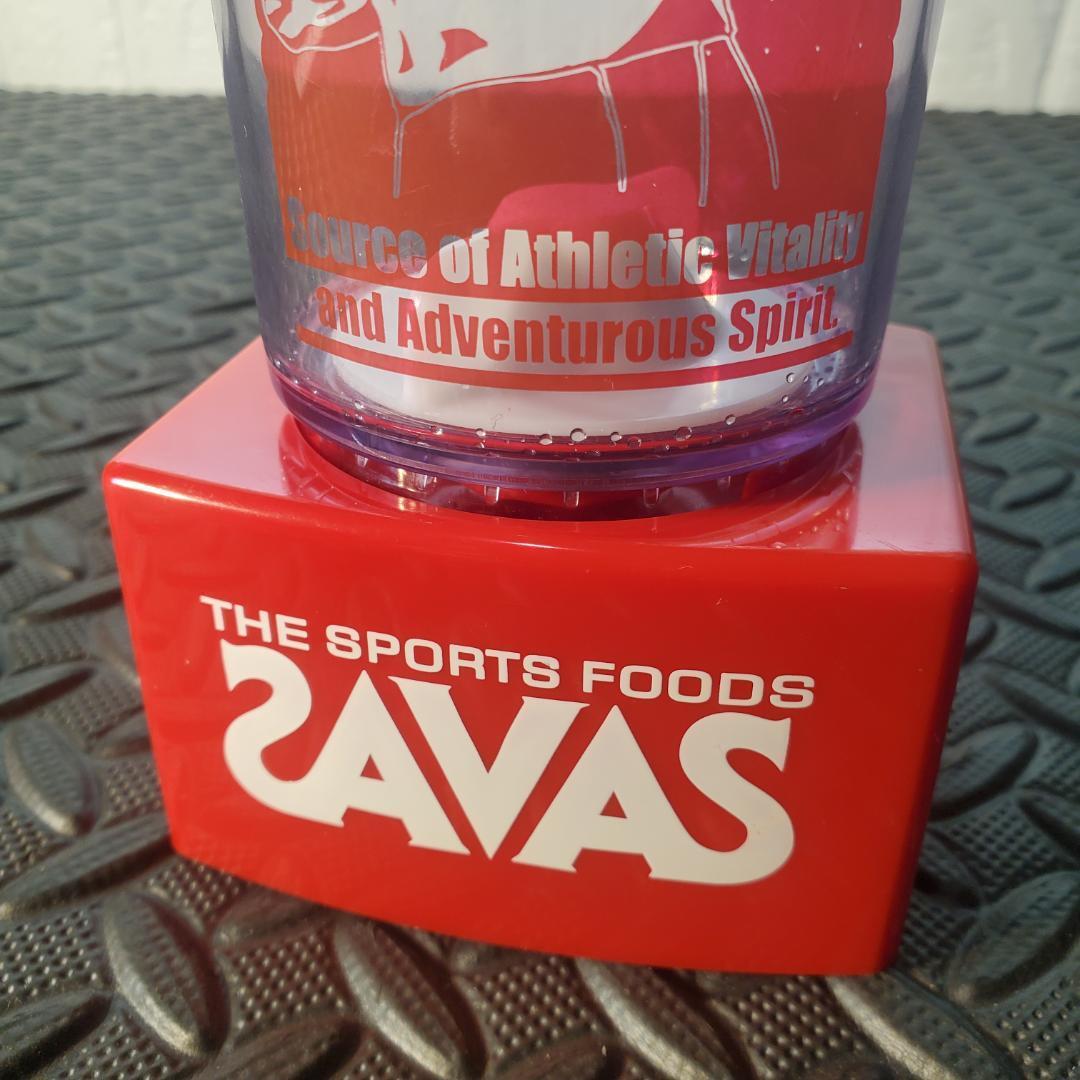 Source of Athletic Vitality
and Adventurous Spirit.
THE SPORTS FOODS
SAVAS